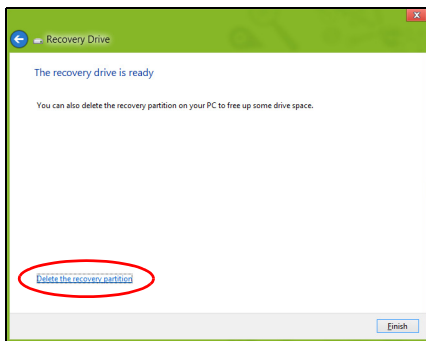 x
Recovery Drive
The recovery drive is ready
You can also delete the recovery partition on your PC to free up some drive space.
Delete the recovery partition
Finish